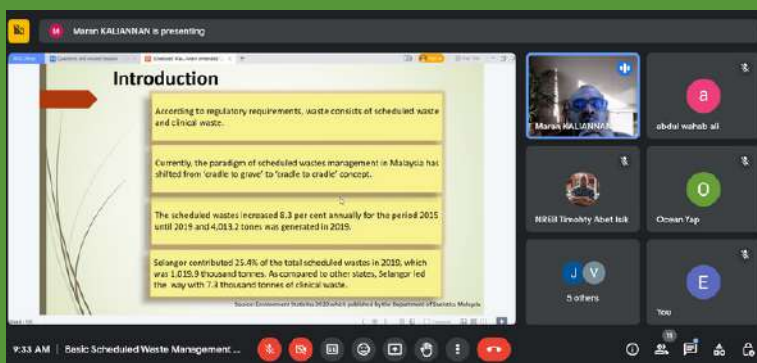 Maran KALIANNAN is presenting
Introduction
According to regulatory requirements, waste consists of scheduled waste
and clinical waste.
Currently, the paradigm of scheduled wastes management in Malaysia has
shifted from 'cradle to grave' to 'cradle to cradle' concept.
The scheduled wastes increased 8.3 per cent annually for the period 2015
until 2019 and 4,013.2 tones was generated in 2019.
Selangor contributed 25.4% of the total scheduled wastes in 2019, which
was 1,019.9 thousand tonnes. As compared to other states, Selangor led
the way with 7.3 thousand tonnes of clinical waste.
Source: Environment Statistics 2020 which published by the Department of Statistics, Malaysia
Maran KALIANNAN
a
abdul wahab ali
NREB Timohty Abet Isik
O
Ocean Yap
J V
5 others
E
You
9:33 AM | Basic Scheduled Waste Management ...